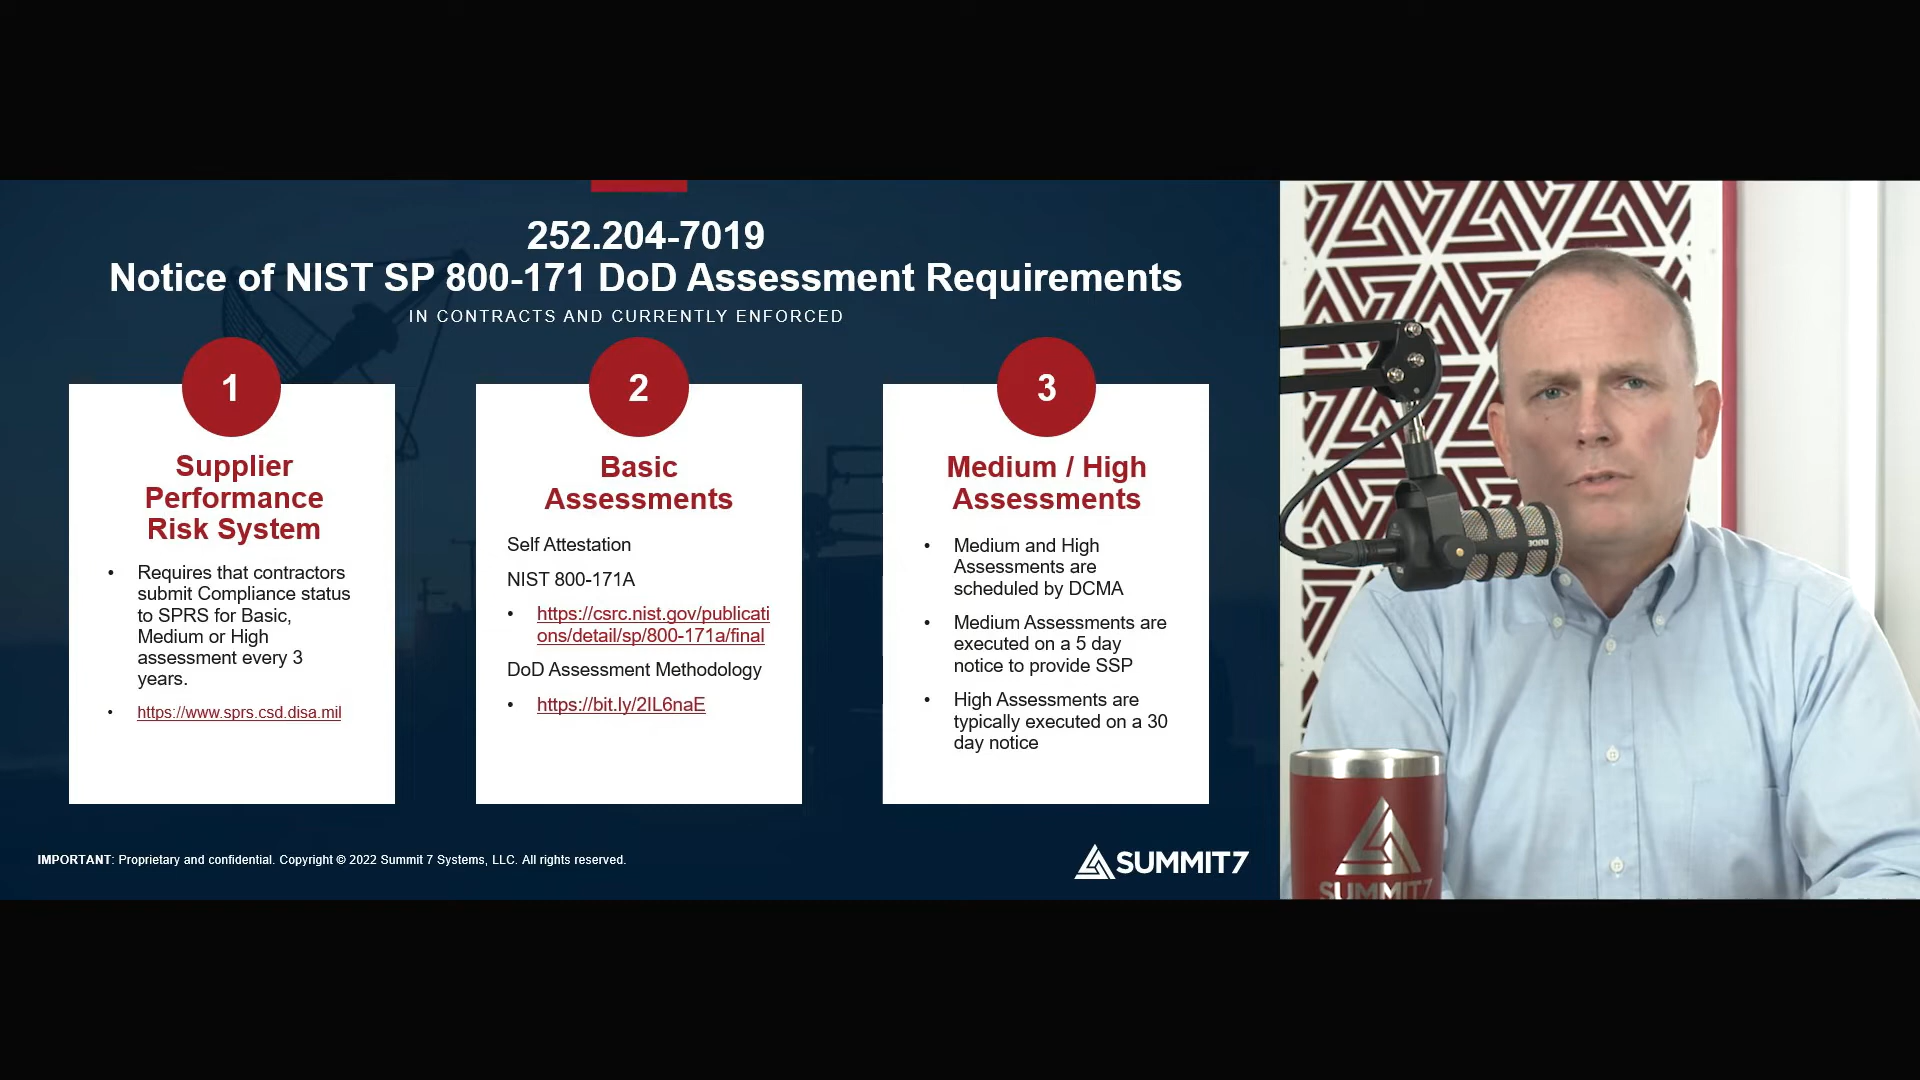 252.204-7019
Notice of NIST SP 800-171 DoD Assessment Requirements
IN CONTRACTS AND CURRENTLY ENFORCED
1
Supplier
Performance
Risk System
• Requires that contractors
submit Compliance status
to SPRS for Basic,
Medium or High
assessment every 3
years.
• https://www.sprs.csd.disa.mil
2
Basic
Assessments
Self Attestation
NIST 800-171A
• https://csrc.nist.gov/publicati
ons/detail/sp/800-171a/final
DoD Assessment Methodology
• https://bit.ly/2IL6naE
3
Medium / High
Assessments
• Medium and High
Assessments are
scheduled by DCMA
• Medium Assessments are
executed on a 5 day
notice to provide SSP
• High Assessments are
typically executed on a 30
day notice
IMPORTANT: Proprietary and confidential. Copyright © 2022 Summit 7 Systems, LLC. All rights reserved.
SUMMIT7
RØDE
SUMMIT7